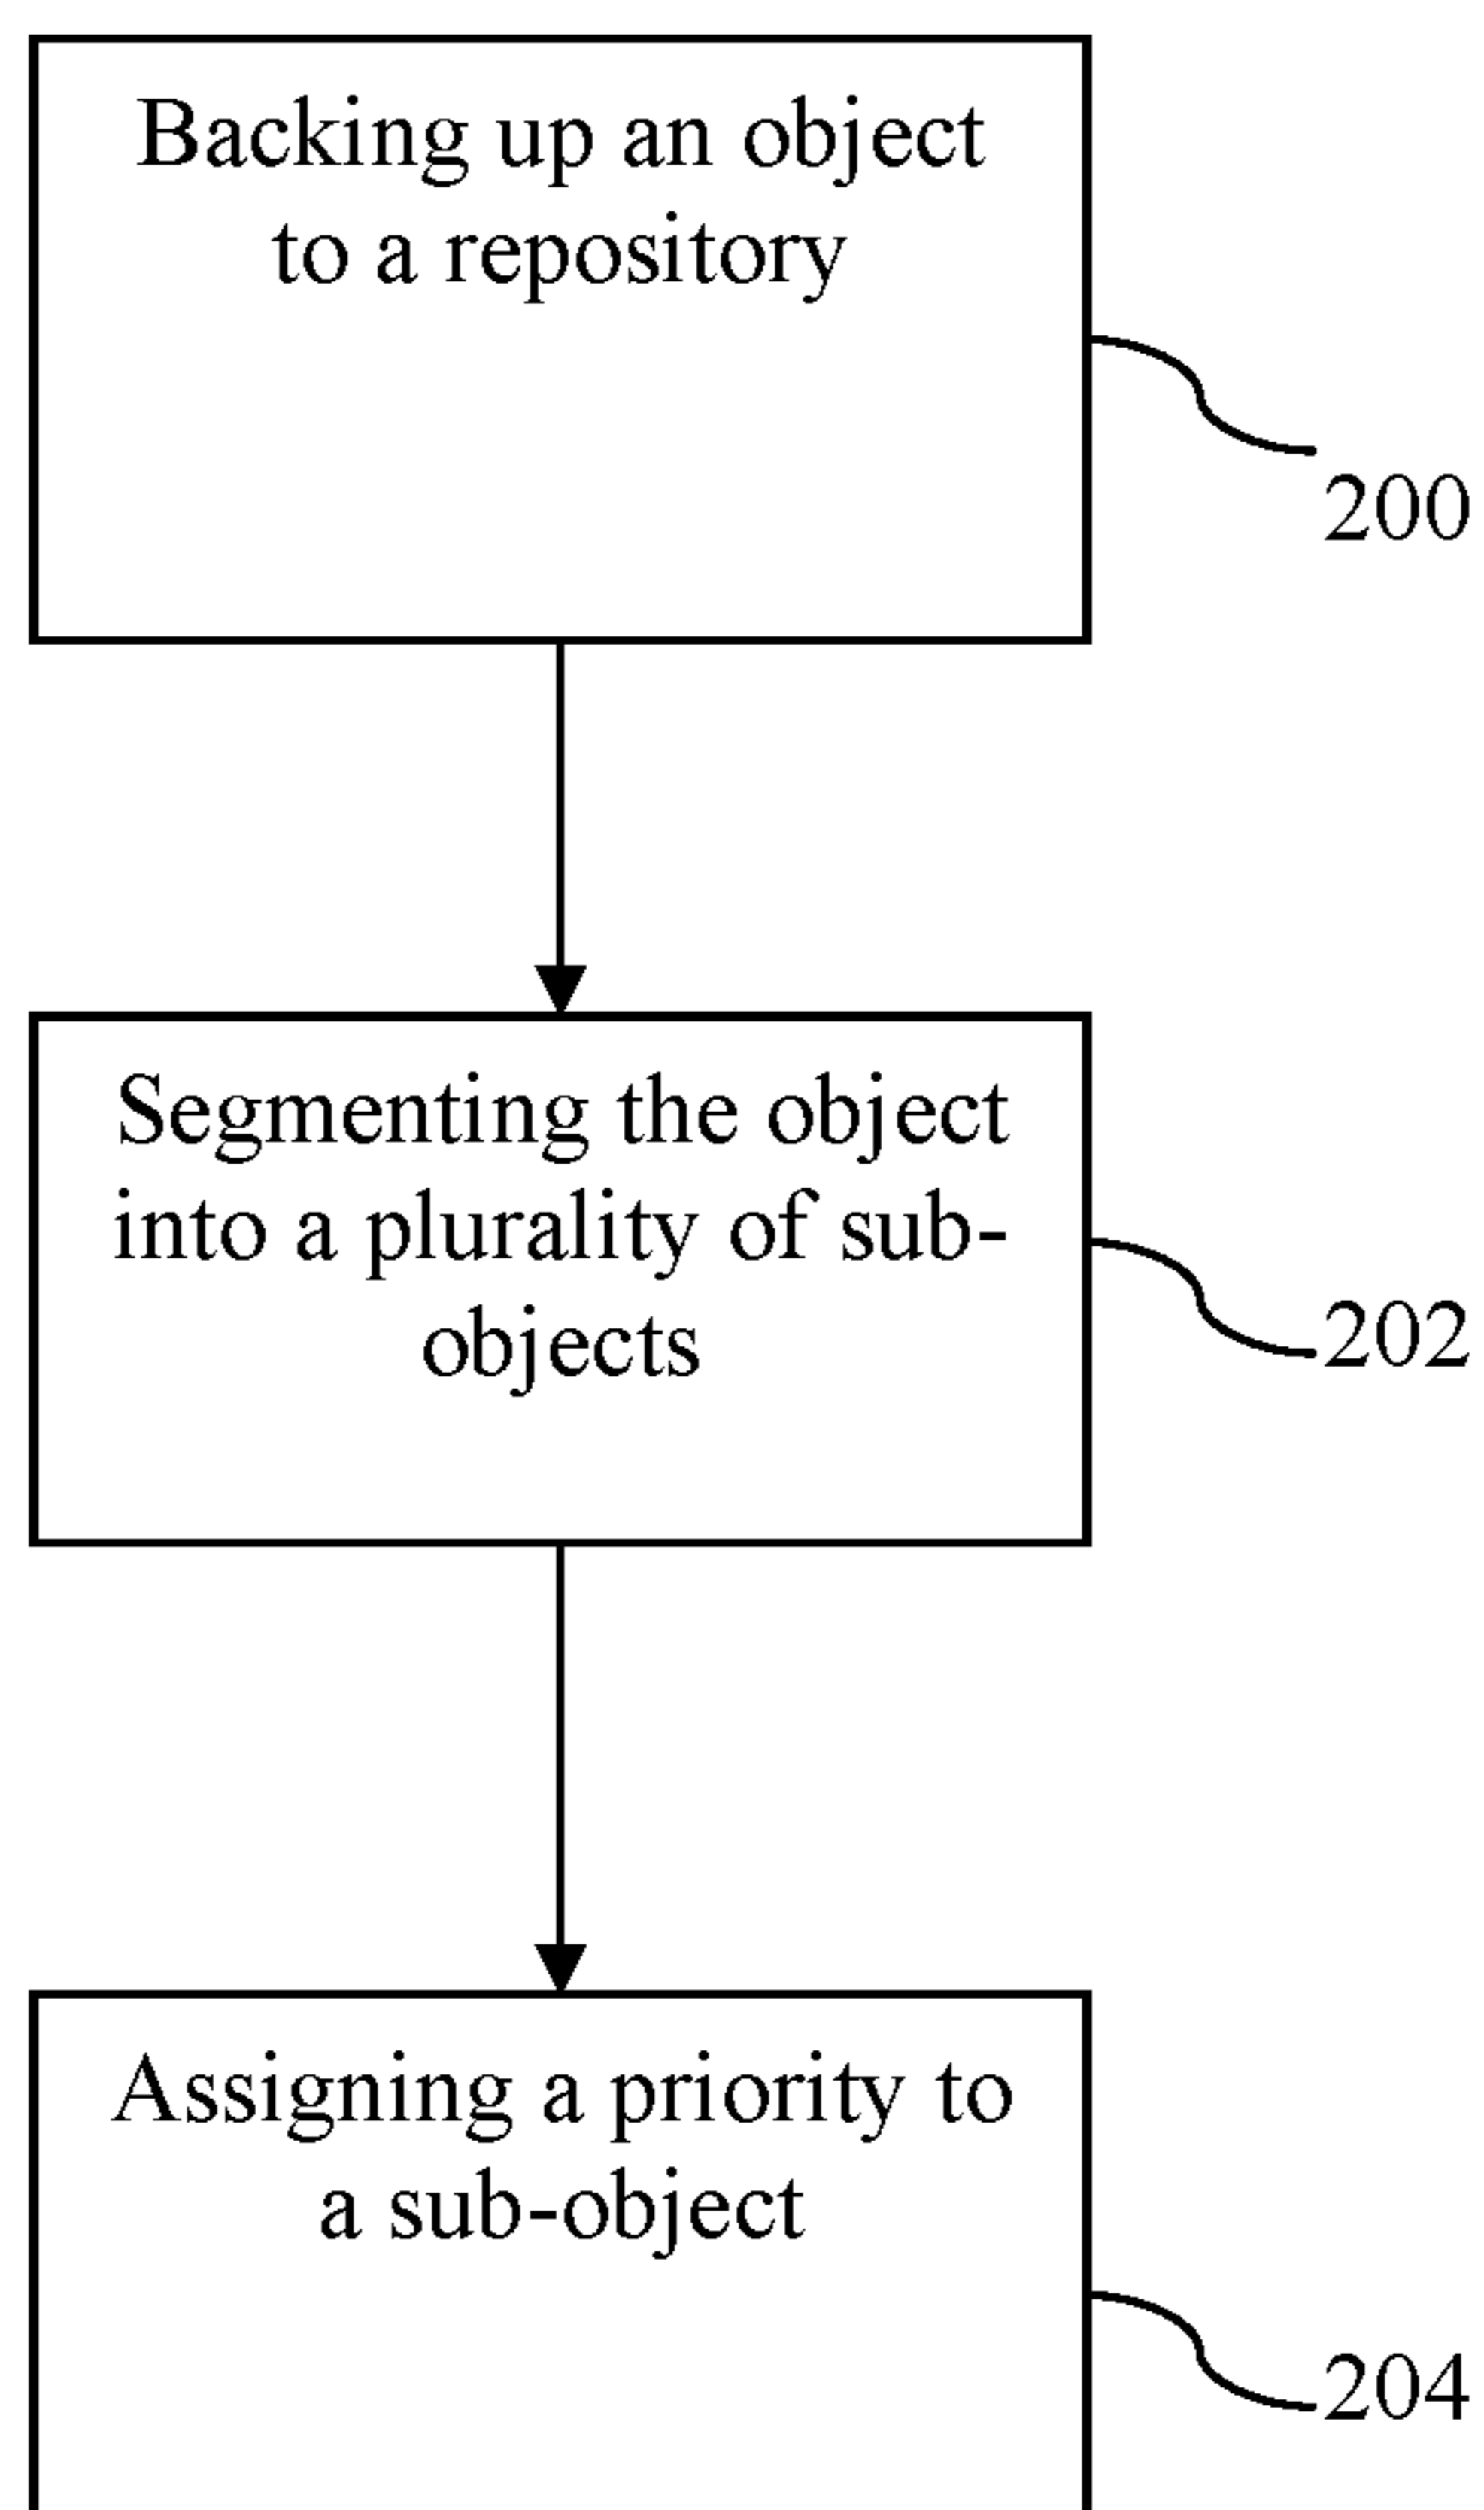 Backing up an object
to a repository
200
Segmenting the object
into a plurality of sub-
objects
202
Assigning a priority to
a sub-object
204